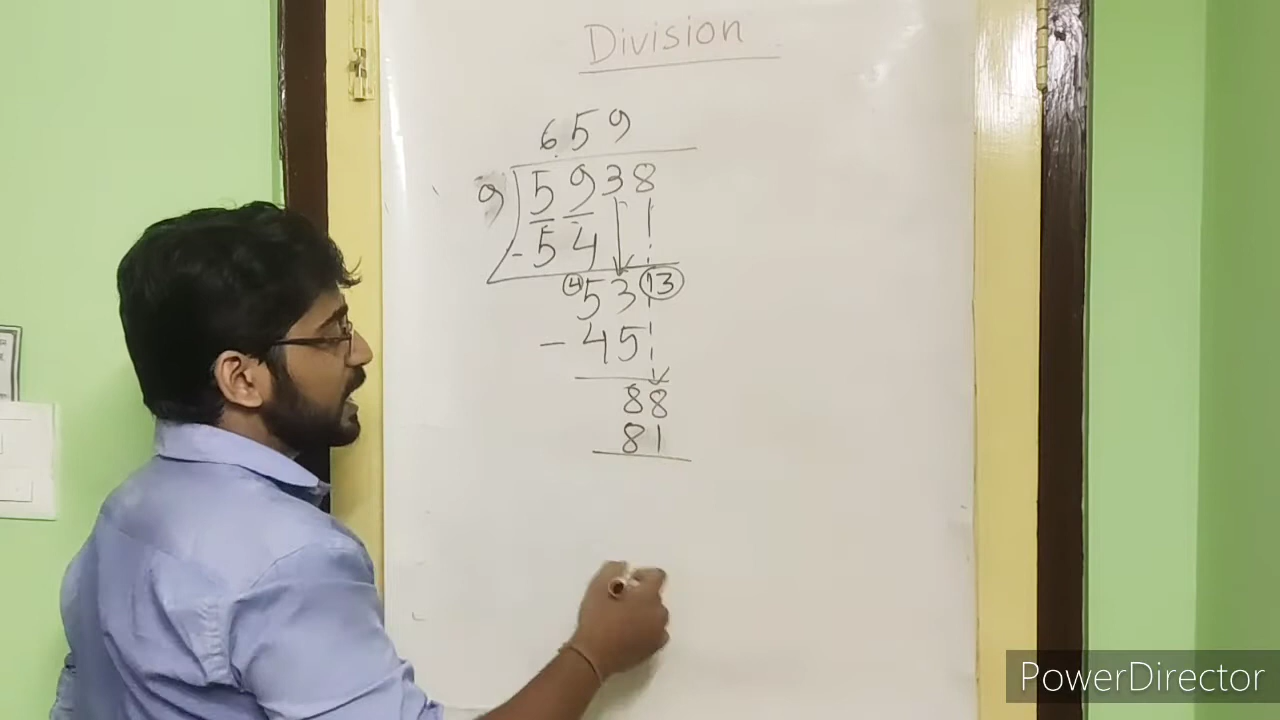 Division
659
9 5938
- 54
4 53 13
- 45
88
81
PowerDirector